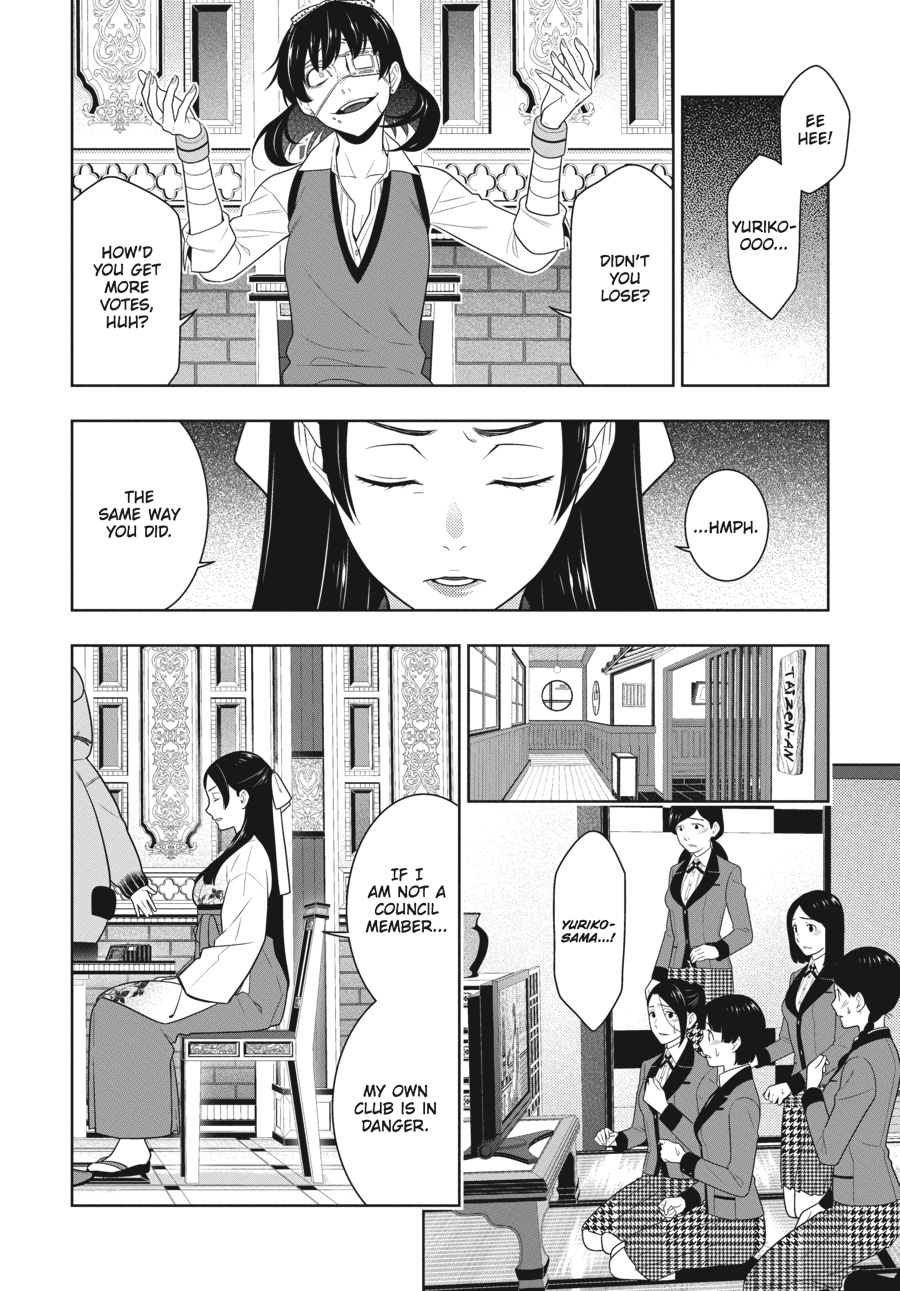 EE
HEE!
YURIKO-
OOO...
DIDN'T
YOU
LOSE?
HOW'D
YOU GET
MORE
VOTES,
HUH?
...HMPH.
THE
SAME WAY
YOU DID.
TAIZEN-AN
YURIKO-
SAMA...!
IF I
AM NOT A
COUNCIL
MEMBER...
MY OWN
CLUB IS IN
DANGER.